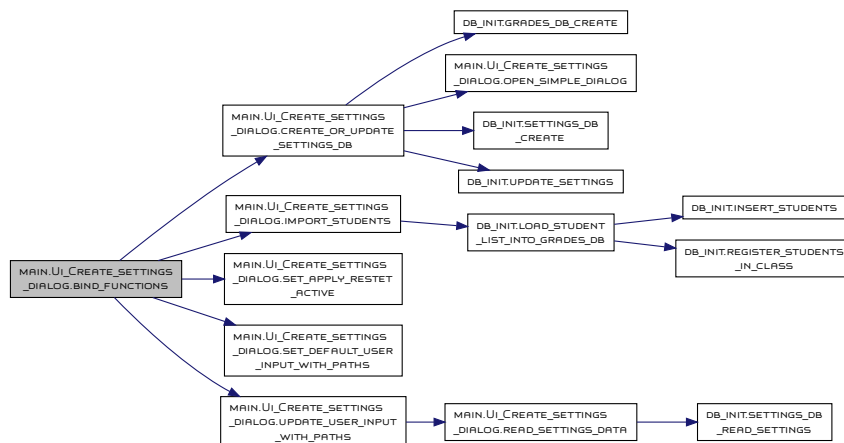 MAIN.UI_CREATE_SETTINGS
_DIALOG.BIND_FUNCTIONS
MAIN.UI_CREATE_SETTINGS
_DIALOG.CREATE_OR_UPDATE
_SETTINGS_DB
DB_INIT.GRADES_DB_CREATE
MAIN.UI_CREATE_SETTINGS
_DIALOG.OPEN_SIMPLE_DIALOG
DB_INIT.SETTINGS_DB
_CREATE
DB_INIT.UPDATE_SETTINGS
MAIN.UI_CREATE_SETTINGS
_DIALOG.IMPORT_STUDENTS
DB_INIT.LOAD_STUDENT
_LIST_INTO_GRADES_DB
DB_INIT.INSERT_STUDENTS
DB_INIT.REGISTER_STUDENTS
_IN_CLASS
MAIN.UI_CREATE_SETTINGS
_DIALOG.SET_APPLY_RESTET
_ACTIVE
MAIN.UI_CREATE_SETTINGS
_DIALOG.SET_DEFAULT_USER
_INPUT_WITH_PATHS
MAIN.UI_CREATE_SETTINGS
_DIALOG.UPDATE_USER_INPUT
_WITH_PATHS
MAIN.UI_CREATE_SETTINGS
_DIALOG.READ_SETTINGS_DATA
DB_INIT.SETTINGS_DB
_READ_SETTINGS